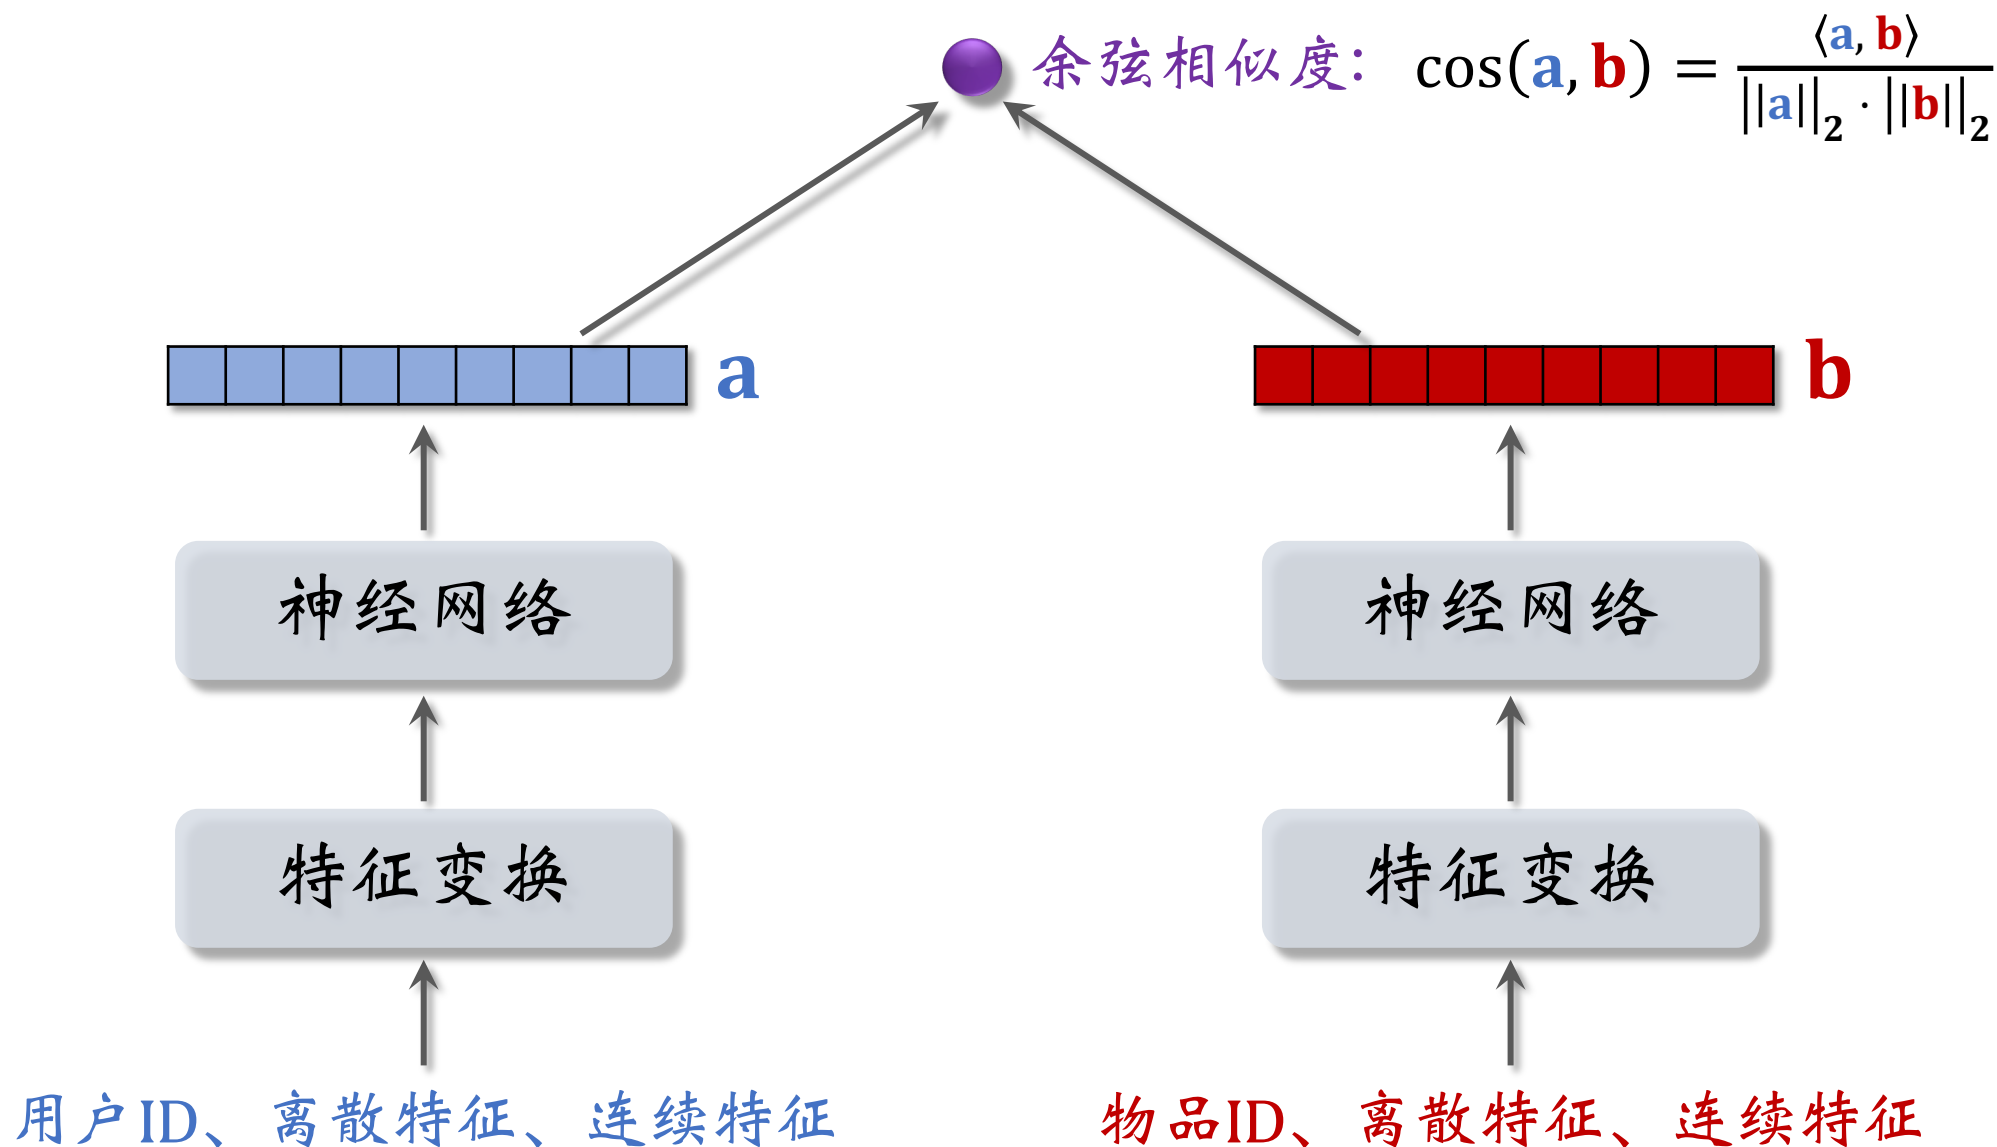 余弦相似度: cos(a, b) = ⟨a, b⟩ / ||a||₂ · ||b||₂
a
b
神经网络
神经网络
特征变换
特征变换
用户ID、离散特征、连续特征
物品ID、离散特征、连续特征